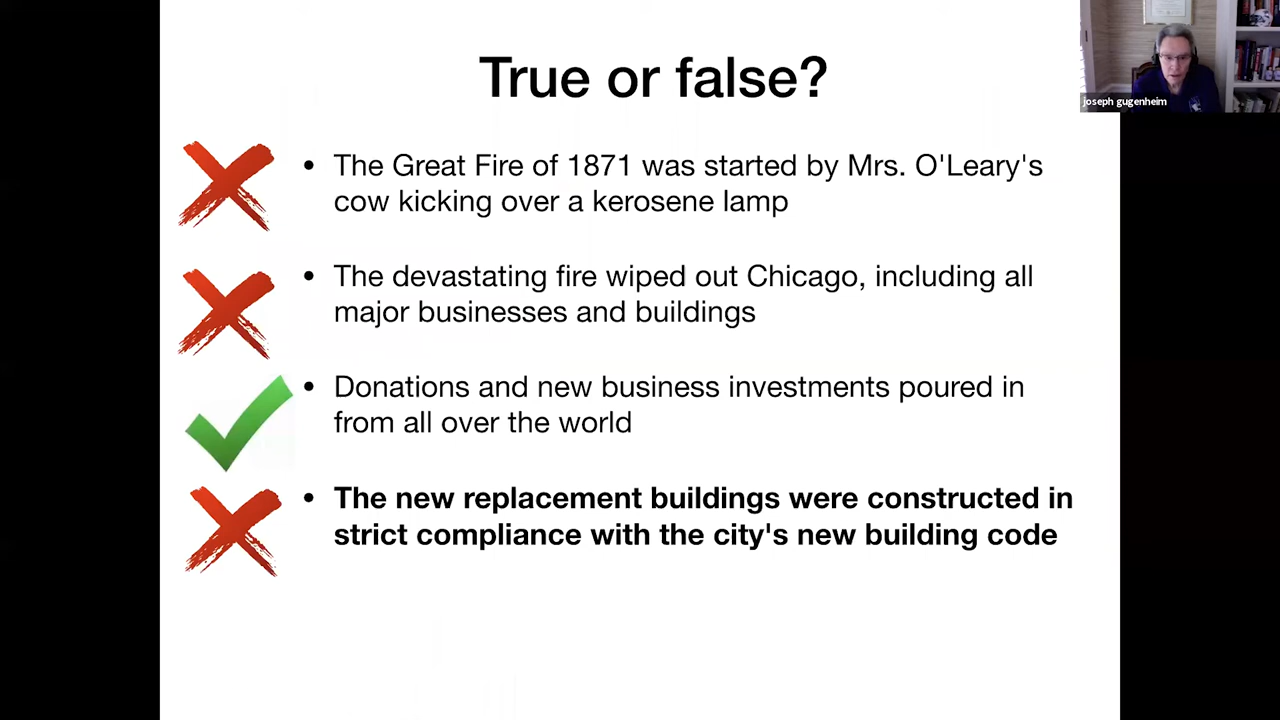 True or false?
joseph gugenheim
• The Great Fire of 1871 was started by Mrs. O'Leary's
cow kicking over a kerosene lamp
• The devastating fire wiped out Chicago, including all
major businesses and buildings
• Donations and new business investments poured in
from all over the world
• The new replacement buildings were constructed in
strict compliance with the city's new building code